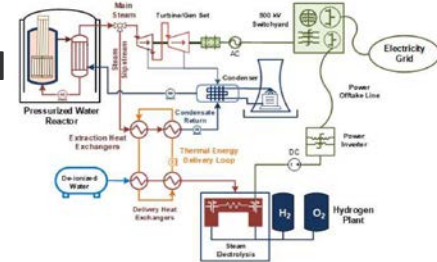 Main
Steam
Turbine/Gen Set
500 kV
Switchyard
Electricity
Grid
AC
Steam
Slipstream
Condenser
Pressurized Water
Reactor
Condensate
Return
Power
Offtake Line
Extraction Heat
Exchangers
Thermal Energy
Delivery Loop
DC
Power
Inverter
De-ionized
Water
Delivery Heat
Exchangers
H2
O2
Hydrogen
Plant
Steam
Electrolysis